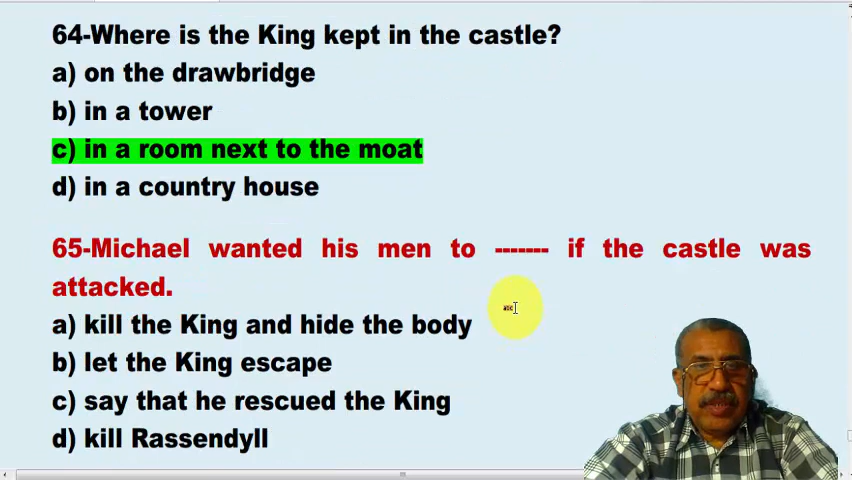 64-Where is the King kept in the castle?
a) on the drawbridge
b) in a tower
c) in a room next to the moat
d) in a country house
65-Michael wanted his men to ------- if the castle was
attacked.
a) kill the King and hide the body
b) let the King escape
c) say that he rescued the King
d) kill Rassendyll